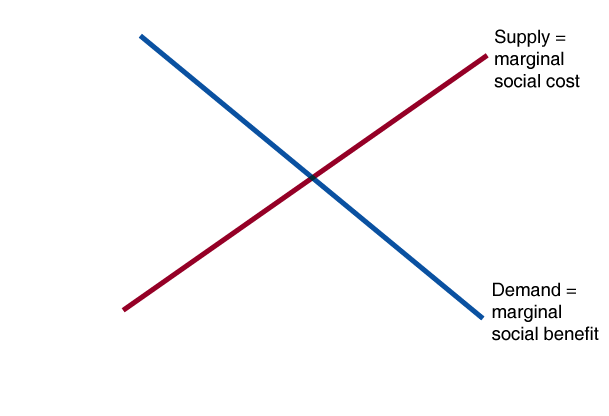 Supply =
marginal
social cost
Demand =
marginal
social benefit